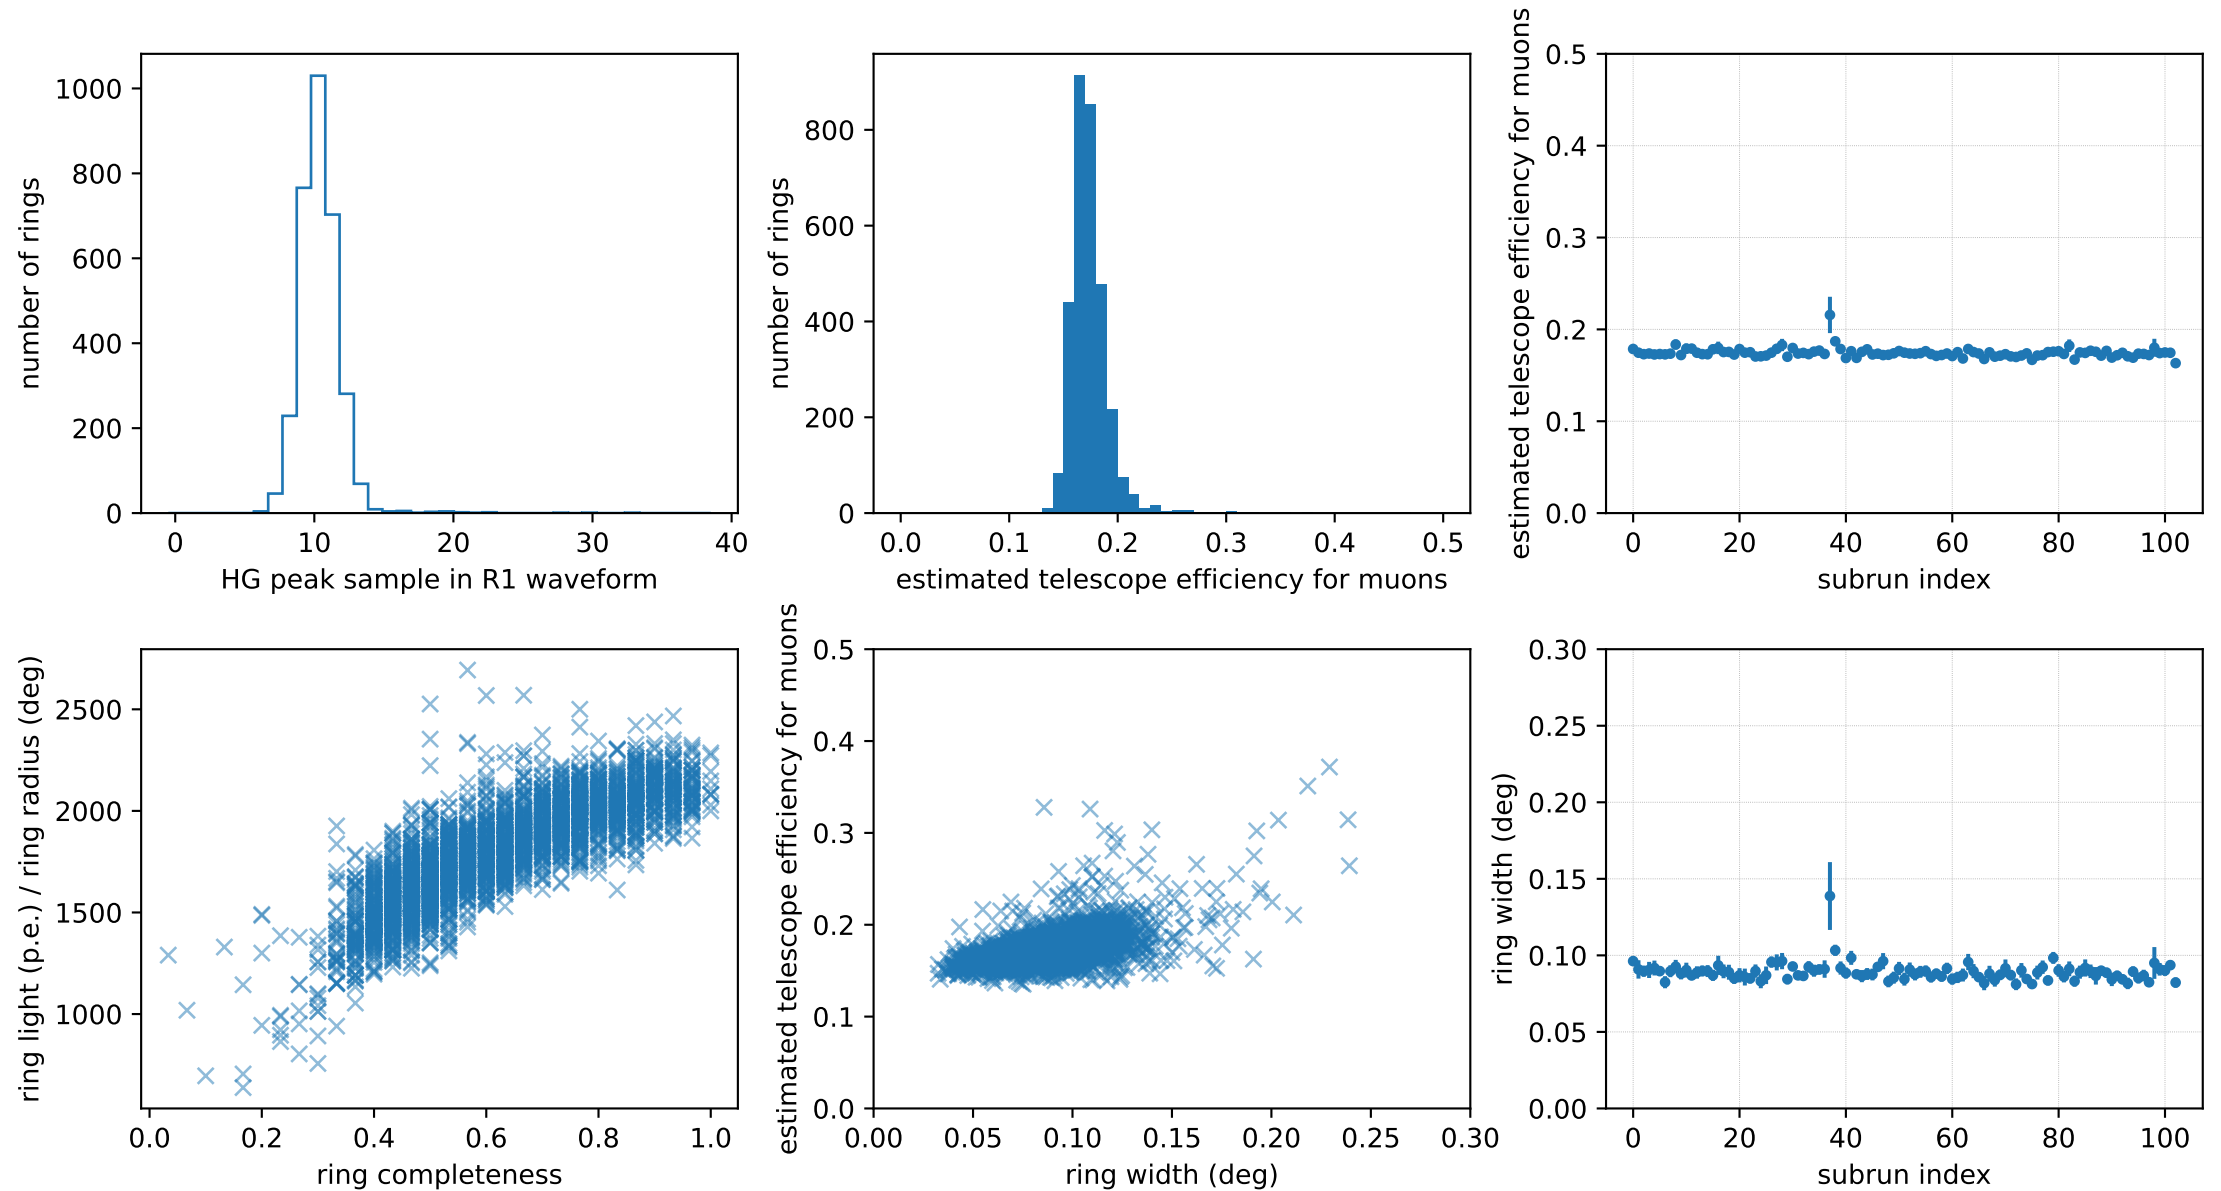 number of rings
1000
800
600
400
200
0
0 10 20 30 40
HG peak sample in R1 waveform
number of rings
800
600
400
200
0
0.0 0.1 0.2 0.3 0.4 0.5
estimated telescope efficiency for muons
estimated telescope efficiency for muons
0.5
0.4
0.3
0.2
0.1
0.0
0 20 40 60 80 100
subrun index
ring light (p.e.) / ring radius (deg)
2500
2000
1500
1000
0.0 0.2 0.4 0.6 0.8 1.0
ring completeness
estimated telescope efficiency for muons
0.5
0.4
0.3
0.2
0.1
0.0
0.00 0.05 0.10 0.15 0.20 0.25 0.30
ring width (deg)
ring width (deg)
0.30
0.25
0.20
0.15
0.10
0.05
0.00
0 20 40 60 80 100
subrun index